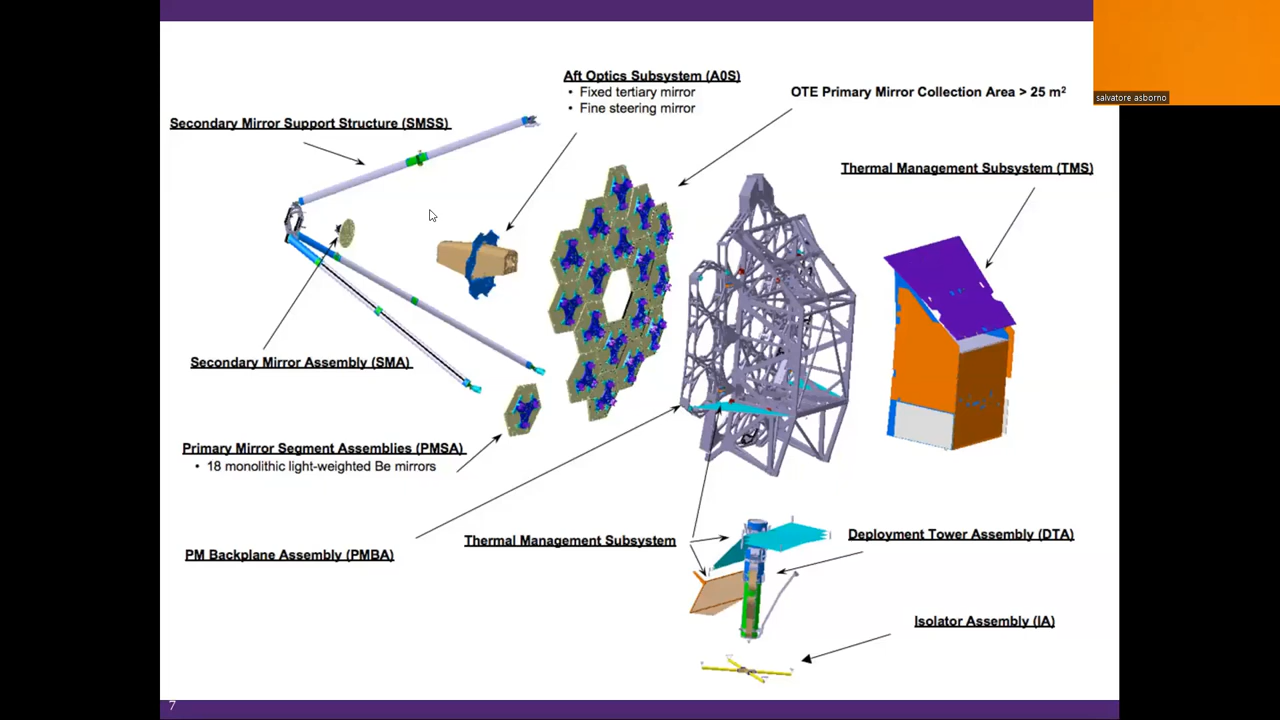 Aft Optics Subsystem (A0S)
• Fixed tertiary mirror
• Fine steering mirror
OTE Primary Mirror Collection Area > 25 m²
salvatore asborno
Secondary Mirror Support Structure (SMSS)
Thermal Management Subsystem (TMS)
Secondary Mirror Assembly (SMA)
Primary Mirror Segment Assemblies (PMSA)
• 18 monolithic light-weighted Be mirrors
PM Backplane Assembly (PMBA)
Thermal Management Subsystem
Deployment Tower Assembly (DTA)
Isolator Assembly (IA)
7